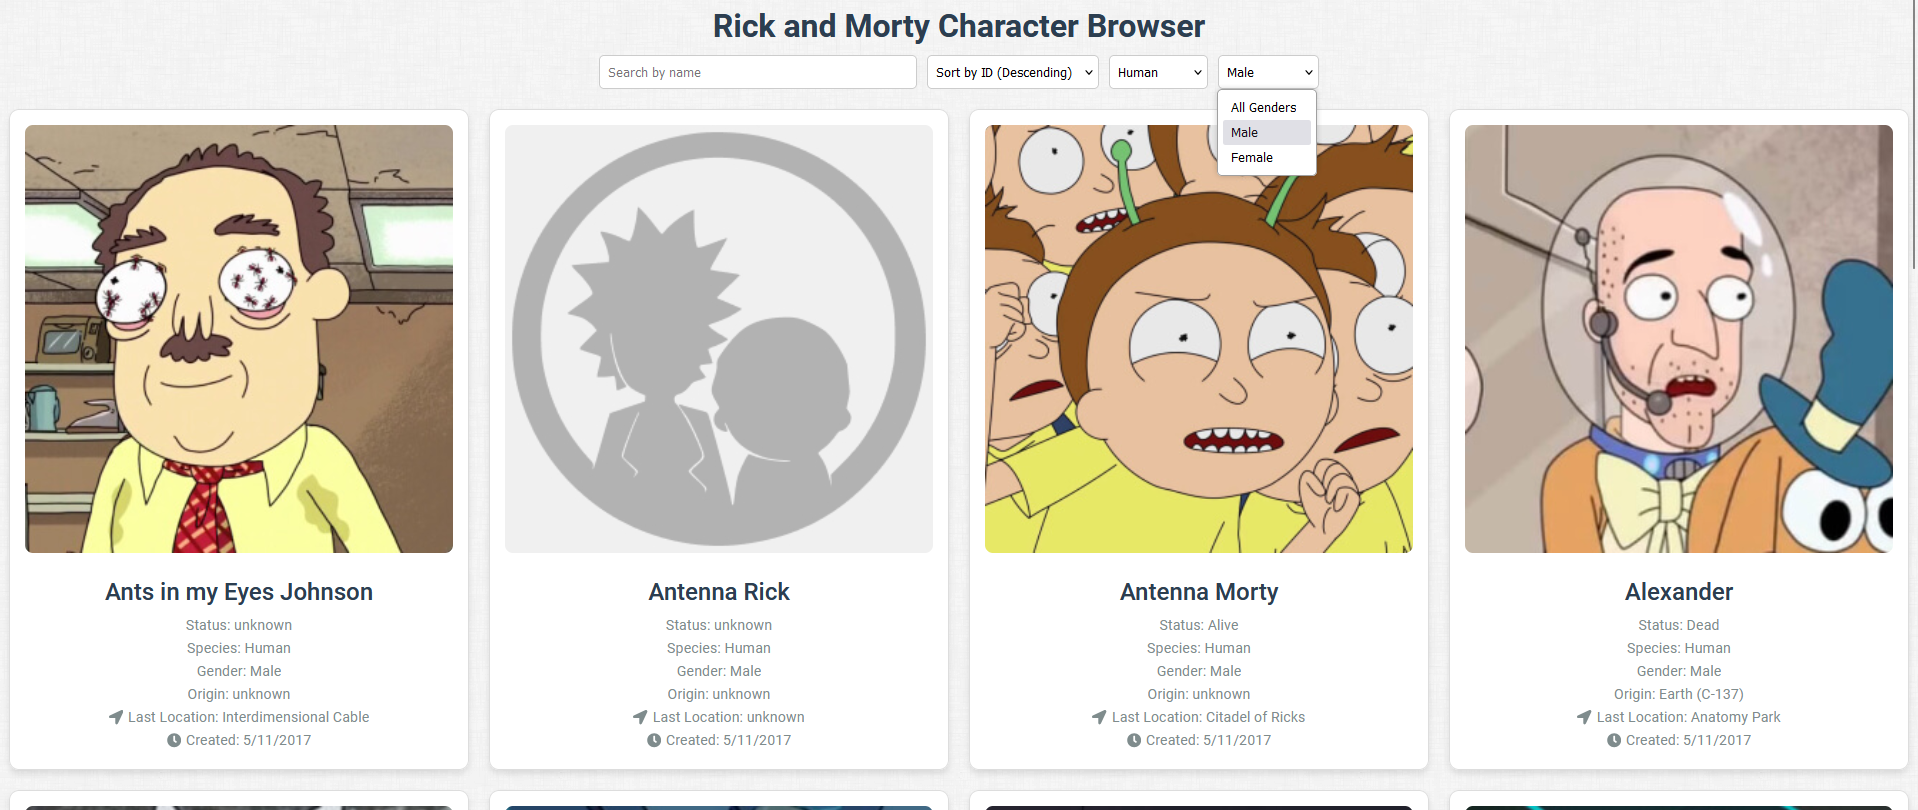 Rick and Morty Character Browser
Search by name
Sort by ID (Descending)
Human
Male
All Genders
Male
Female
Ants in my Eyes Johnson
Status: unknown
Species: Human
Gender: Male
Origin: unknown
Last Location: Interdimensional Cable
Created: 5/11/2017
Antenna Rick
Status: unknown
Species: Human
Gender: Male
Origin: unknown
Last Location: unknown
Created: 5/11/2017
Antenna Morty
Status: Alive
Species: Human
Gender: Male
Origin: unknown
Last Location: Citadel of Ricks
Created: 5/11/2017
Alexander
Status: Dead
Species: Human
Gender: Male
Origin: Earth (C-137)
Last Location: Anatomy Park
Created: 5/11/2017